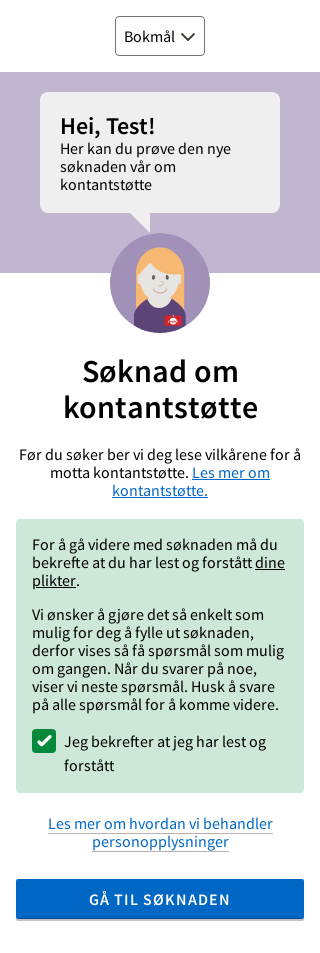 Bokmål
Hei, Test!
Her kan du prøve den nye
søknaden vår om
kontantstøtte
Søknad om
kontantstøtte
Før du søker ber vi deg lese vilkårene for å
motta kontantstøtte. Les mer om
kontantstøtte.
For å gå videre med søknaden må du
bekrefte at du har lest og forstått dine
plikter.
Vi ønsker å gjøre det så enkelt som
mulig for deg å fylle ut søknaden,
derfor vises så få spørsmål som mulig
om gangen. Når du svarer på noe,
viser vi neste spørsmål. Husk å svare
på alle spørsmål for å komme videre.
Jeg bekrefter at jeg har lest og
forstått
Les mer om hvordan vi behandler
personopplysninger
GÅ TIL SØKNADEN